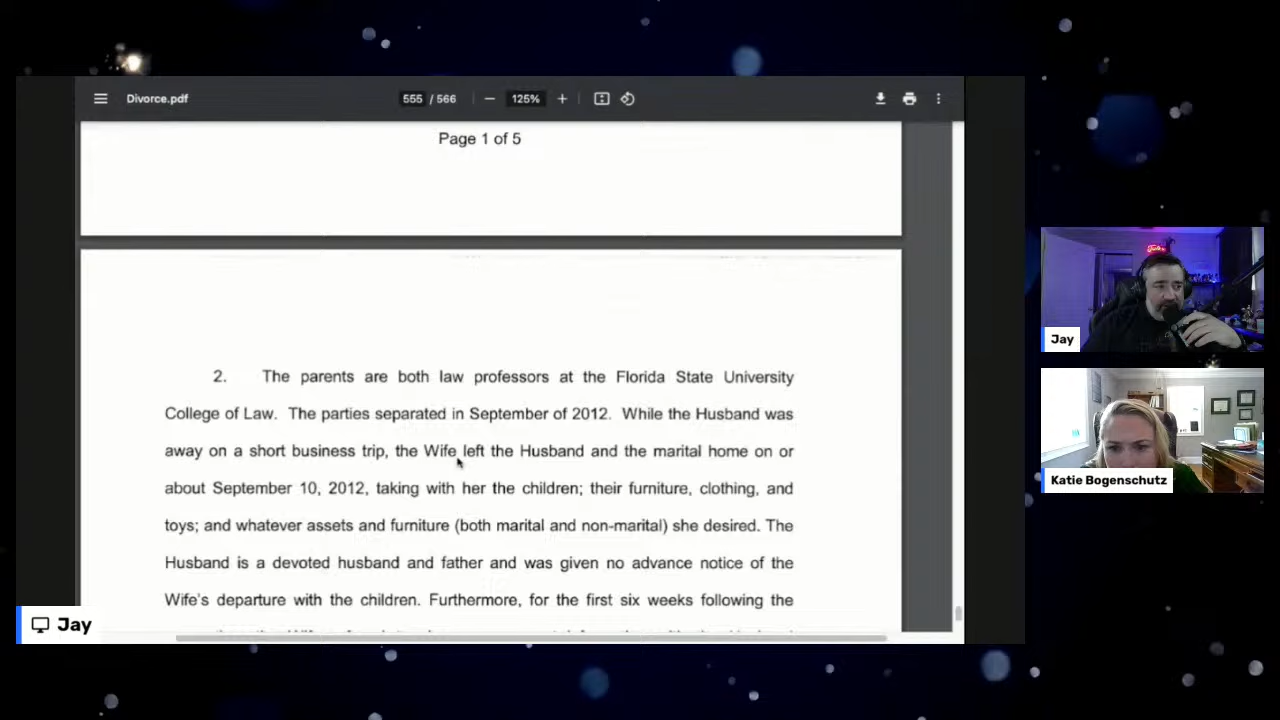 Divorce.pdf
555 / 566
125%
Page 1 of 5
2. The parents are both law professors at the Florida State University
College of Law. The parties separated in September of 2012. While the Husband was
away on a short business trip, the Wife left the Husband and the marital home on or
about September 10, 2012, taking with her the children; their furniture, clothing, and
toys; and whatever assets and furniture (both marital and non-marital) she desired. The
Husband is a devoted husband and father and was given no advance notice of the
Wife's departure with the children. Furthermore, for the first six weeks following the
Jay
Jay
Katie Bogenschutz